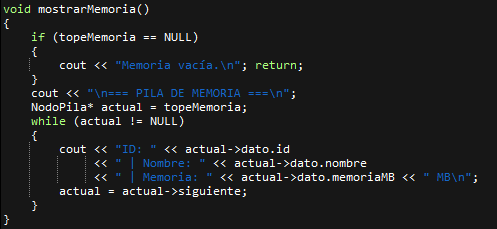 void mostrarMemoria()
{
    if (topeMemoria == NULL)
    {
        cout << "Memoria vacía.\n"; return;
    }
    cout << "\n=== PILA DE MEMORIA ===\n";
    NodoPila* actual = topeMemoria;
    while (actual != NULL)
    {
        cout << "ID: " << actual->dato.id
             << " | Nombre: " << actual->dato.nombre
             << " | Memoria: " << actual->dato.memoriaMB << " MB\n";
        actual = actual->siguiente;
    }
}